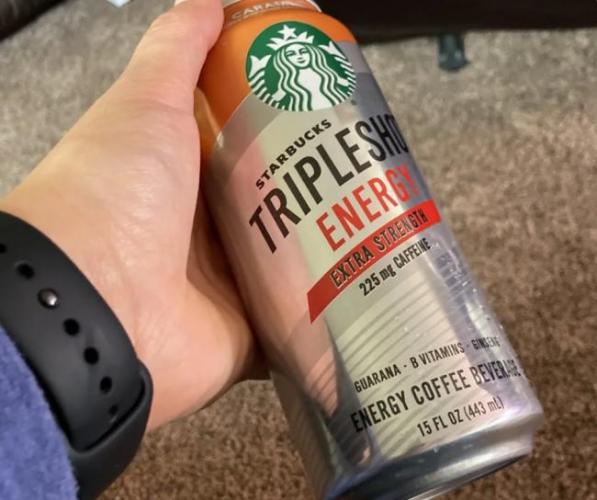 STARBUCKS
TRIPLESHO
ENERGY
EXTRA STRENGTH
225 mg CAFFEINE
GUARANA · B VITAMINS · GINSENG
ENERGY COFFEE BEVERAGE
15 FL OZ (443 mL)